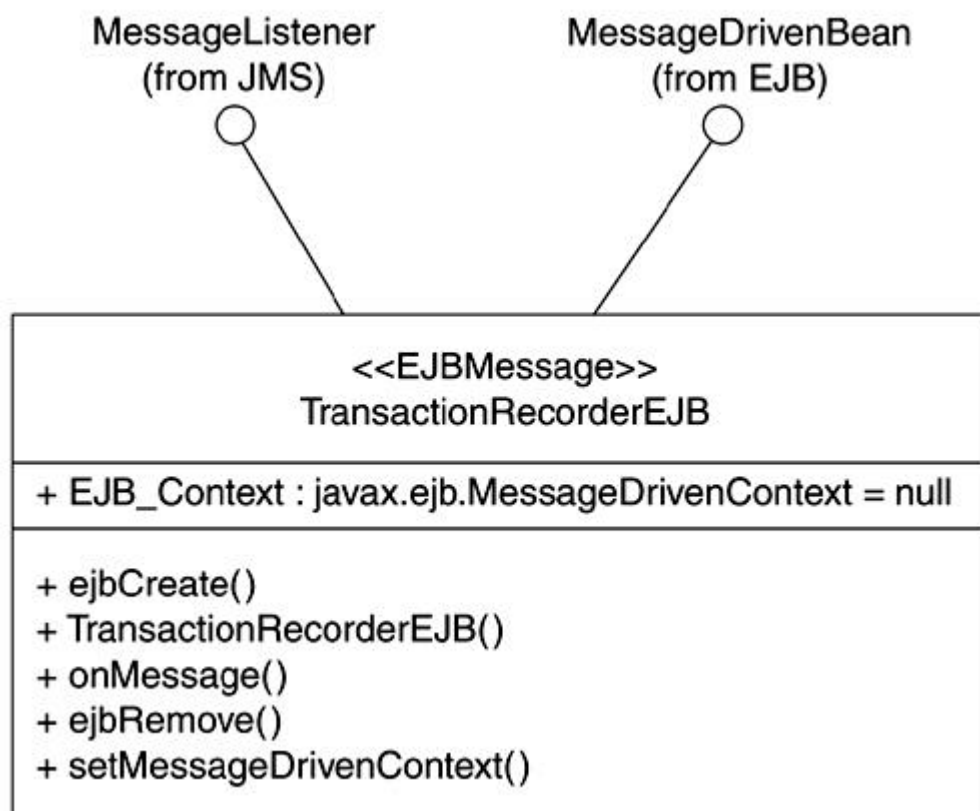 MessageListener
(from JMS)
MessageDrivenBean
(from EJB)
<<EJBMessage>>
TransactionRecorderEJB
+ EJB_Context : javax.ejb.MessageDrivenContext = null
+ ejbCreate()
+ TransactionRecorderEJB()
+ onMessage()
+ ejbRemove()
+ setMessageDrivenContext()